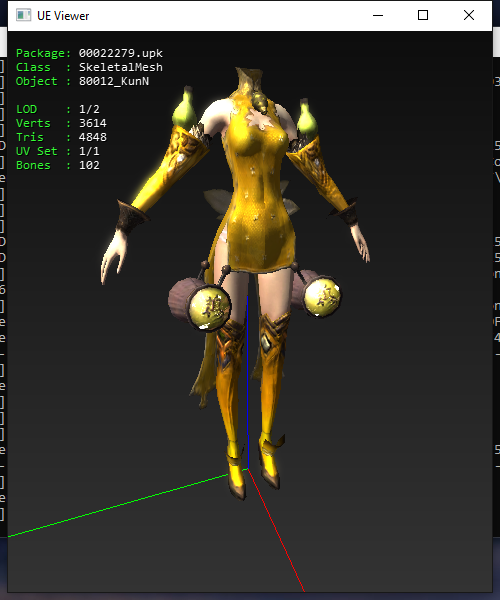 UE Viewer
Package: 00022279.upk
Class : SkeletalMesh
Object : 80012_KunN
LOD : 1/2
Verts : 3614
Tris : 4848
UV Set : 1/1
Bones : 102